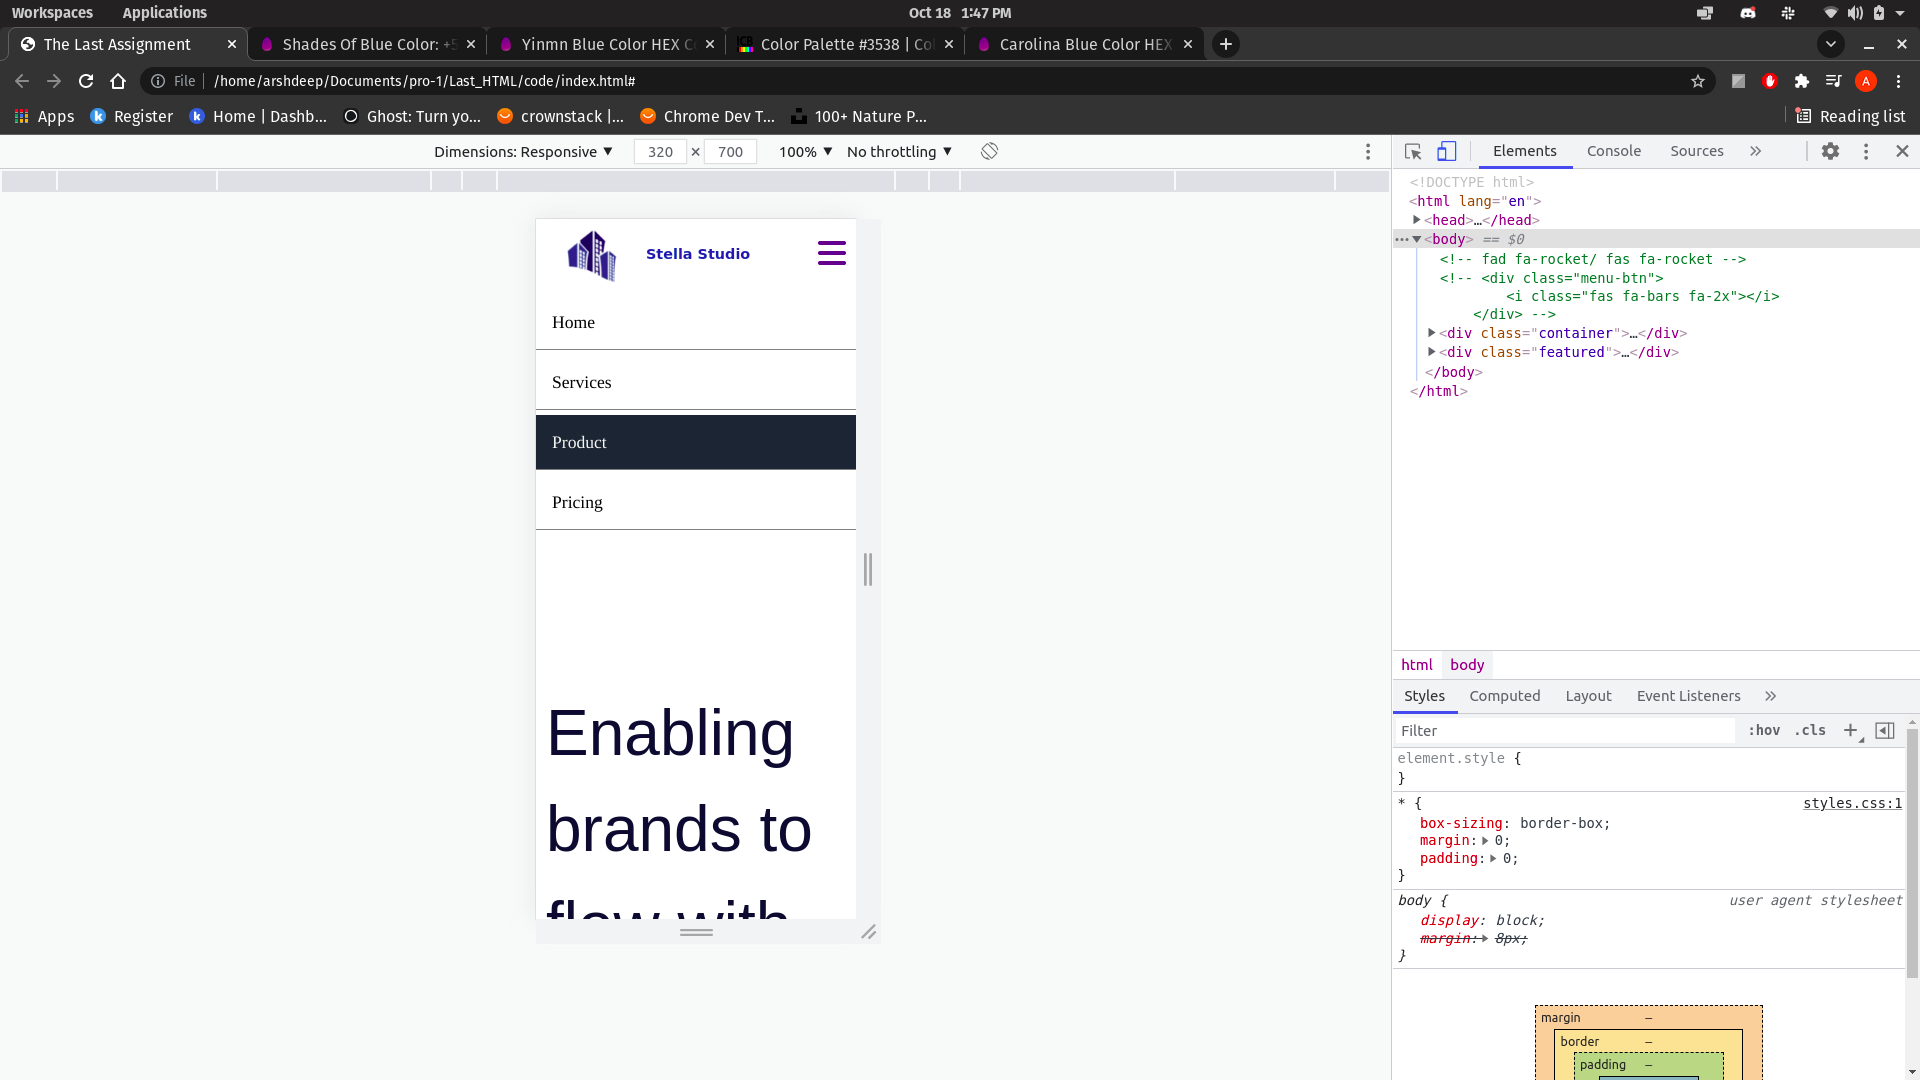 Workspaces Applications Oct 18 1:47 PM
The Last Assignment Shades Of Blue Color: +5 Yinmn Blue Color HEX Co Color Palette #3538 | Col Carolina Blue Color HEX
File /home/arshdeep/Documents/pro-1/Last_HTML/code/index.html# A
Apps Register Home | Dashb... Ghost: Turn yo... crownstack |... Chrome Dev T... 100+ Nature P... Reading list
Dimensions: Responsive ▼ 320 × 700 100% ▼ No throttling ▼
Elements Console Sources »
Stella Studio
Home
Services
Product
Pricing
Enabling
brands to
flow with
<!DOCTYPE html>
<html lang="en">
<head>…</head>
<body> == $0
<!-- fad fa-rocket/ fas fa-rocket -->
<!-- <div class="menu-btn">
<i class="fas fa-bars fa-2x"></i>
</div> -->
<div class="container">…</div>
<div class="featured">…</div>
</body>
</html>
html body
Styles Computed Layout Event Listeners »
Filter :hov .cls +
element.style {
}
* { styles.css:1
box-sizing: border-box;
margin: 0;
padding: 0;
}
body { user agent stylesheet
display: block;
margin: 8px;
}
margin –
border –
padding –